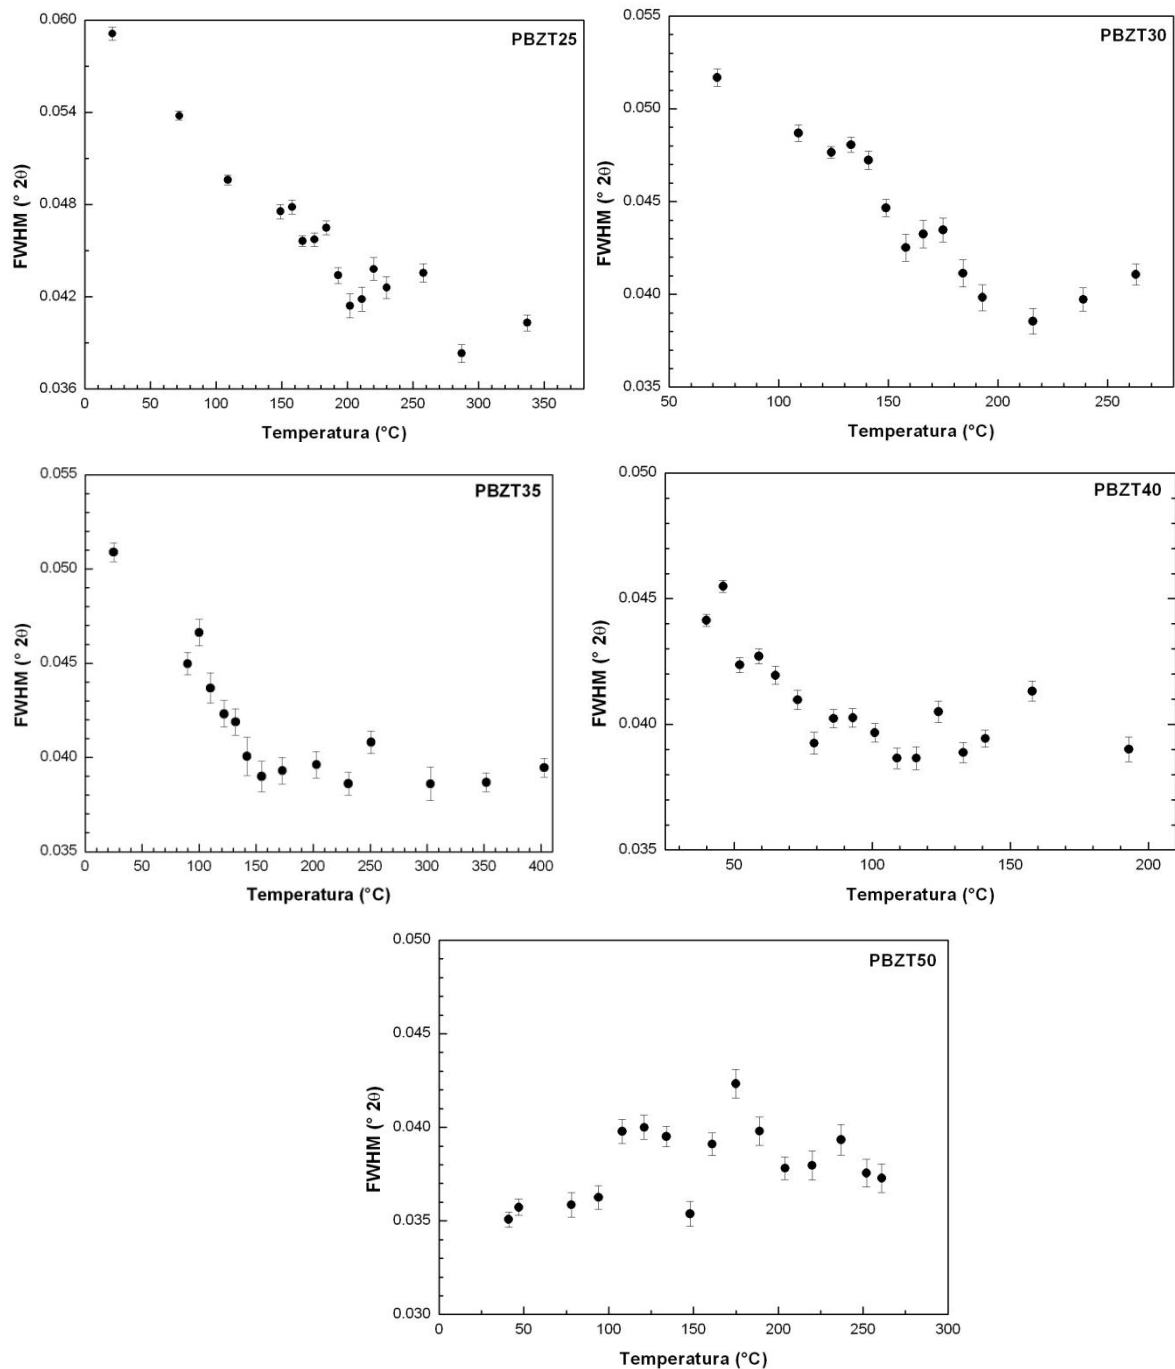 PBZT25
FWHM (° 2θ)
0.060
0.054
0.048
0.042
0.036
0 50 100 150 200 250 300 350
Temperatura (°C)
PBZT30
FWHM (° 2θ)
0.055
0.050
0.045
0.040
0.035
50 100 150 200 250
Temperatura (°C)
PBZT35
FWHM (° 2θ)
0.055
0.050
0.045
0.040
0.035
0 50 100 150 200 250 300 350 400
Temperatura (°C)
PBZT40
FWHM (° 2θ)
0.050
0.045
0.040
0.035
50 100 150 200
Temperatura (°C)
PBZT50
FWHM (° 2θ)
0.050
0.045
0.040
0.035
0.030
0 50 100 150 200 250 300
Temperatura (°C)